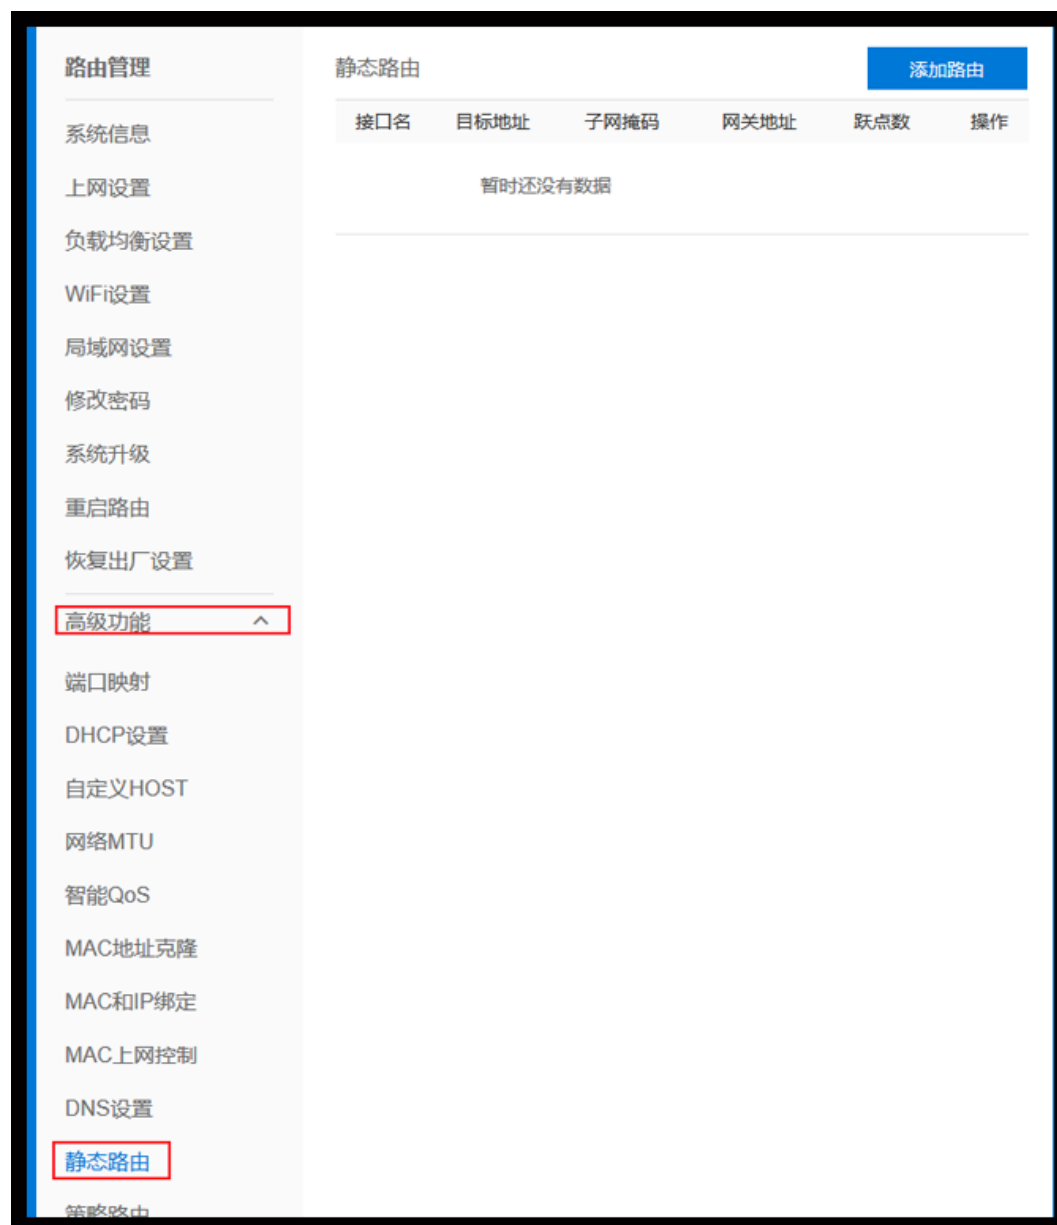 路由管理
系统信息
上网设置
负载均衡设置
WiFi设置
局域网设置
修改密码
系统升级
重启路由
恢复出厂设置
高级功能
端口映射
DHCP设置
自定义HOST
网络MTU
智能QoS
MAC地址克隆
MAC和IP绑定
MAC上网控制
DNS设置
静态路由
策略路由
静态路由 添加路由
接口名 目标地址 子网掩码 网关地址 跃点数 操作
暂时还没有数据